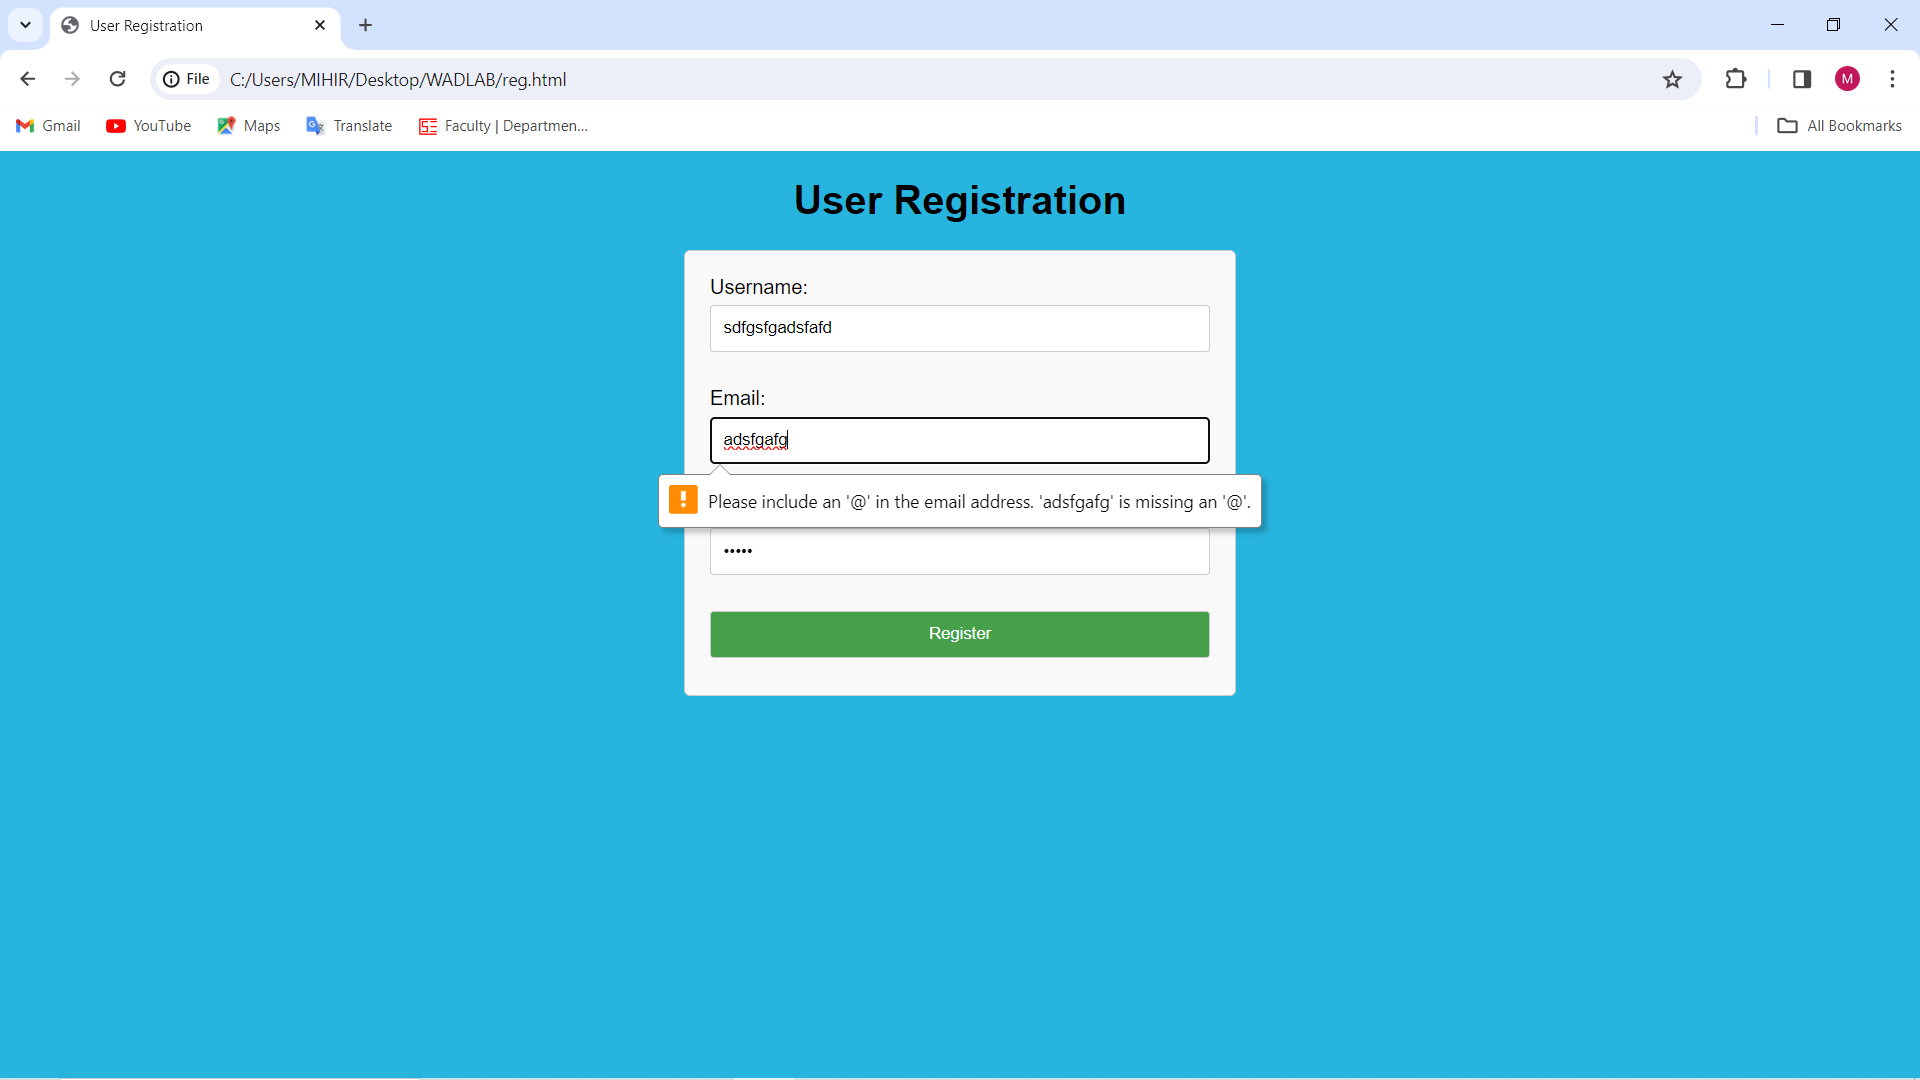 User Registration
File C:/Users/MIHIR/Desktop/WADLAB/reg.html M
Gmail YouTube Maps Translate Faculty | Departmen... All Bookmarks
User Registration
Username:
sdfgsfgadsfafd
Email:
adsfgafg
Please include an '@' in the email address. 'adsfgafg' is missing an '@'.
•••••
Register